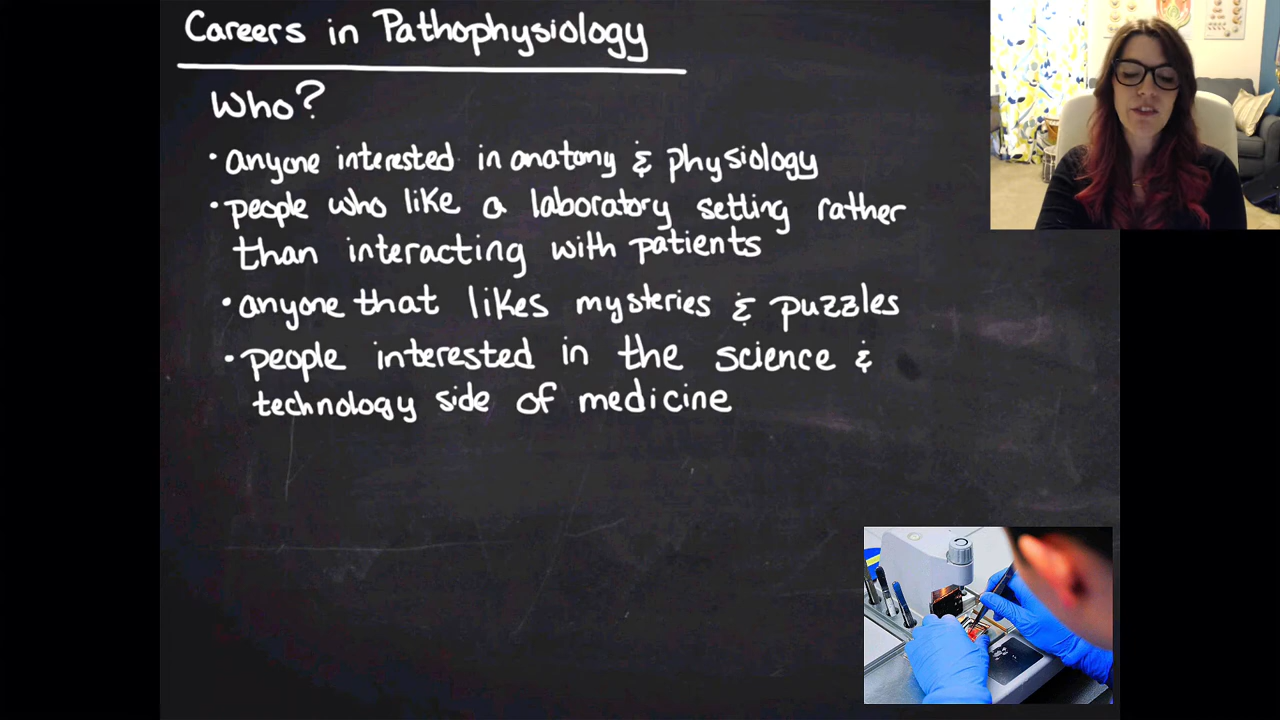 Careers in Pathophysiology
Who?
• anyone interested in anatomy & physiology
• people who like a laboratory setting rather
than interacting with patients
• anyone that likes mysteries & puzzles
• people interested in the science &
technology side of medicine